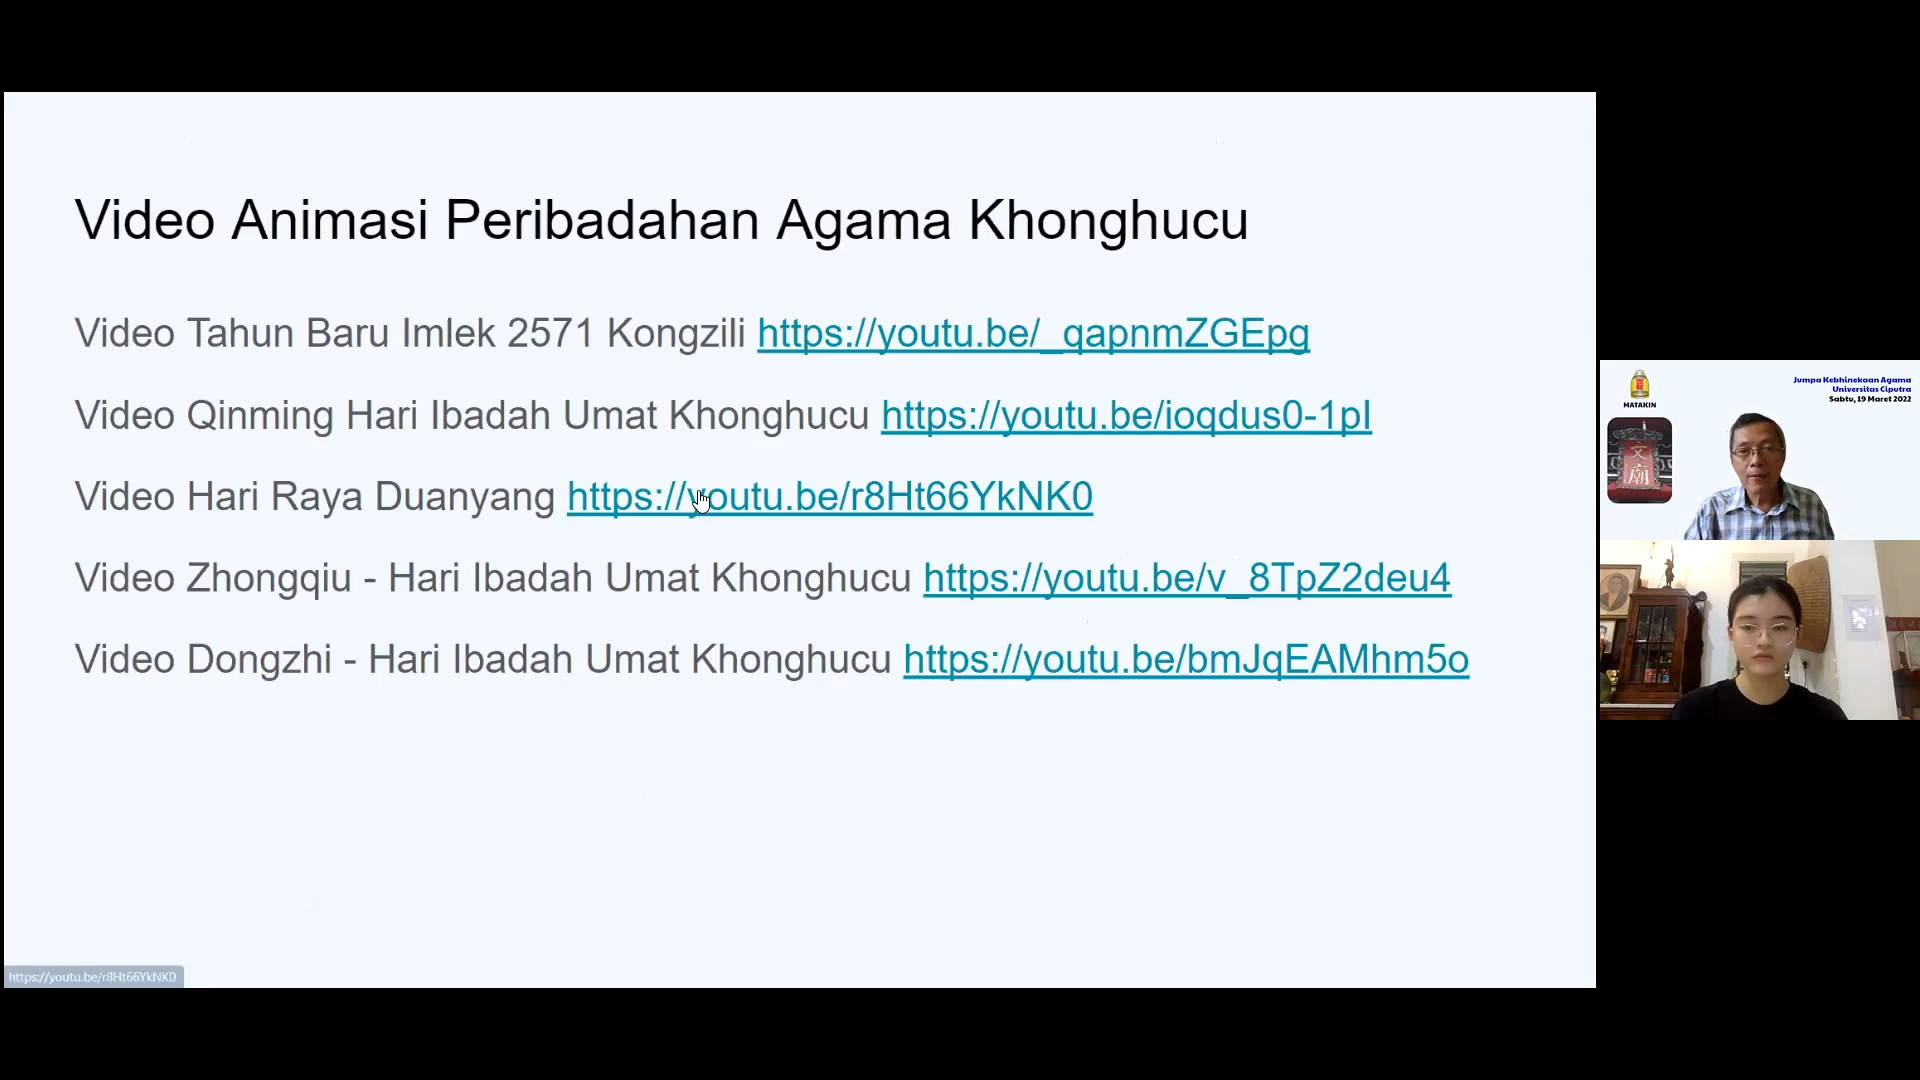 Video Animasi Peribadahan Agama Khonghucu
Video Tahun Baru Imlek 2571 Kongzili https://youtu.be/_qapnmZGEpg
Video Qinming Hari Ibadah Umat Khonghucu https://youtu.be/ioqdus0-1pI
Video Hari Raya Duanyang https://youtu.be/r8Ht66YkNK0
Video Zhongqiu - Hari Ibadah Umat Khonghucu https://youtu.be/v_8TpZ2deu4
Video Dongzhi - Hari Ibadah Umat Khonghucu https://youtu.be/bmJqEAMhm5o
https://youtu.be/r8Ht66YkNK0
MATAKIN
Jumpa Kebhinekaan Agama
Universitas Ciputra
Sabtu, 19 Maret 2022
文
廟